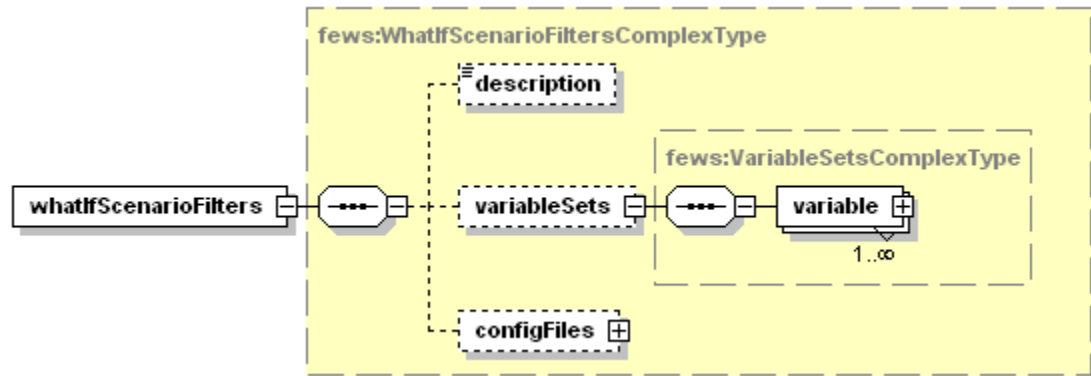 fews:WhatIfScenarioFiltersComplexType
description
fews:VariableSetsComplexType
whatIfScenarioFilters
variableSets
variable
1..∞
configFiles